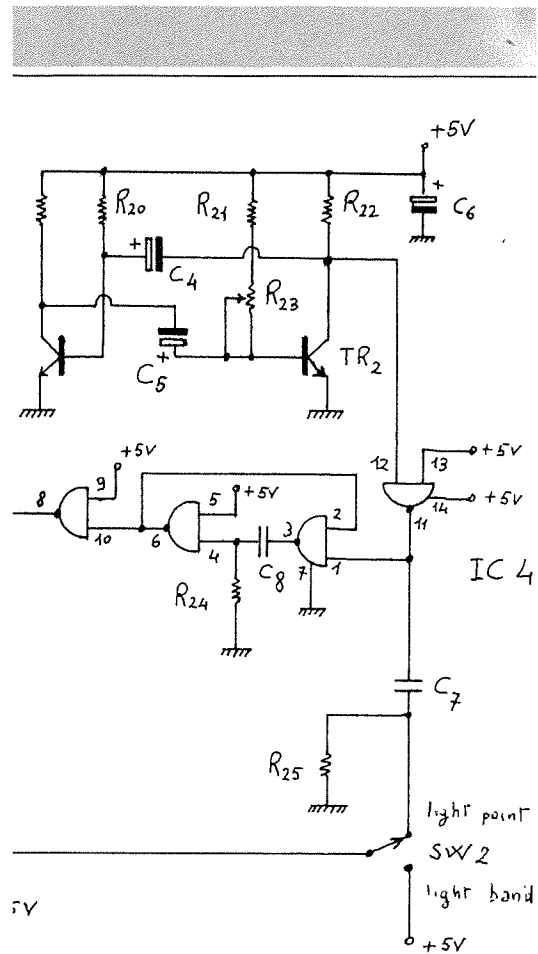 +5V
R20
R21
R22
+
C6
+
C4
R23
C5
+
TR2
+5V
12
13
+5V
8
9
5
+5V
2
14
+5V
10
6
4
3
7
1
11
C8
IC 4
R24
C7
R25
light point
SW2
light band
5V
+5V